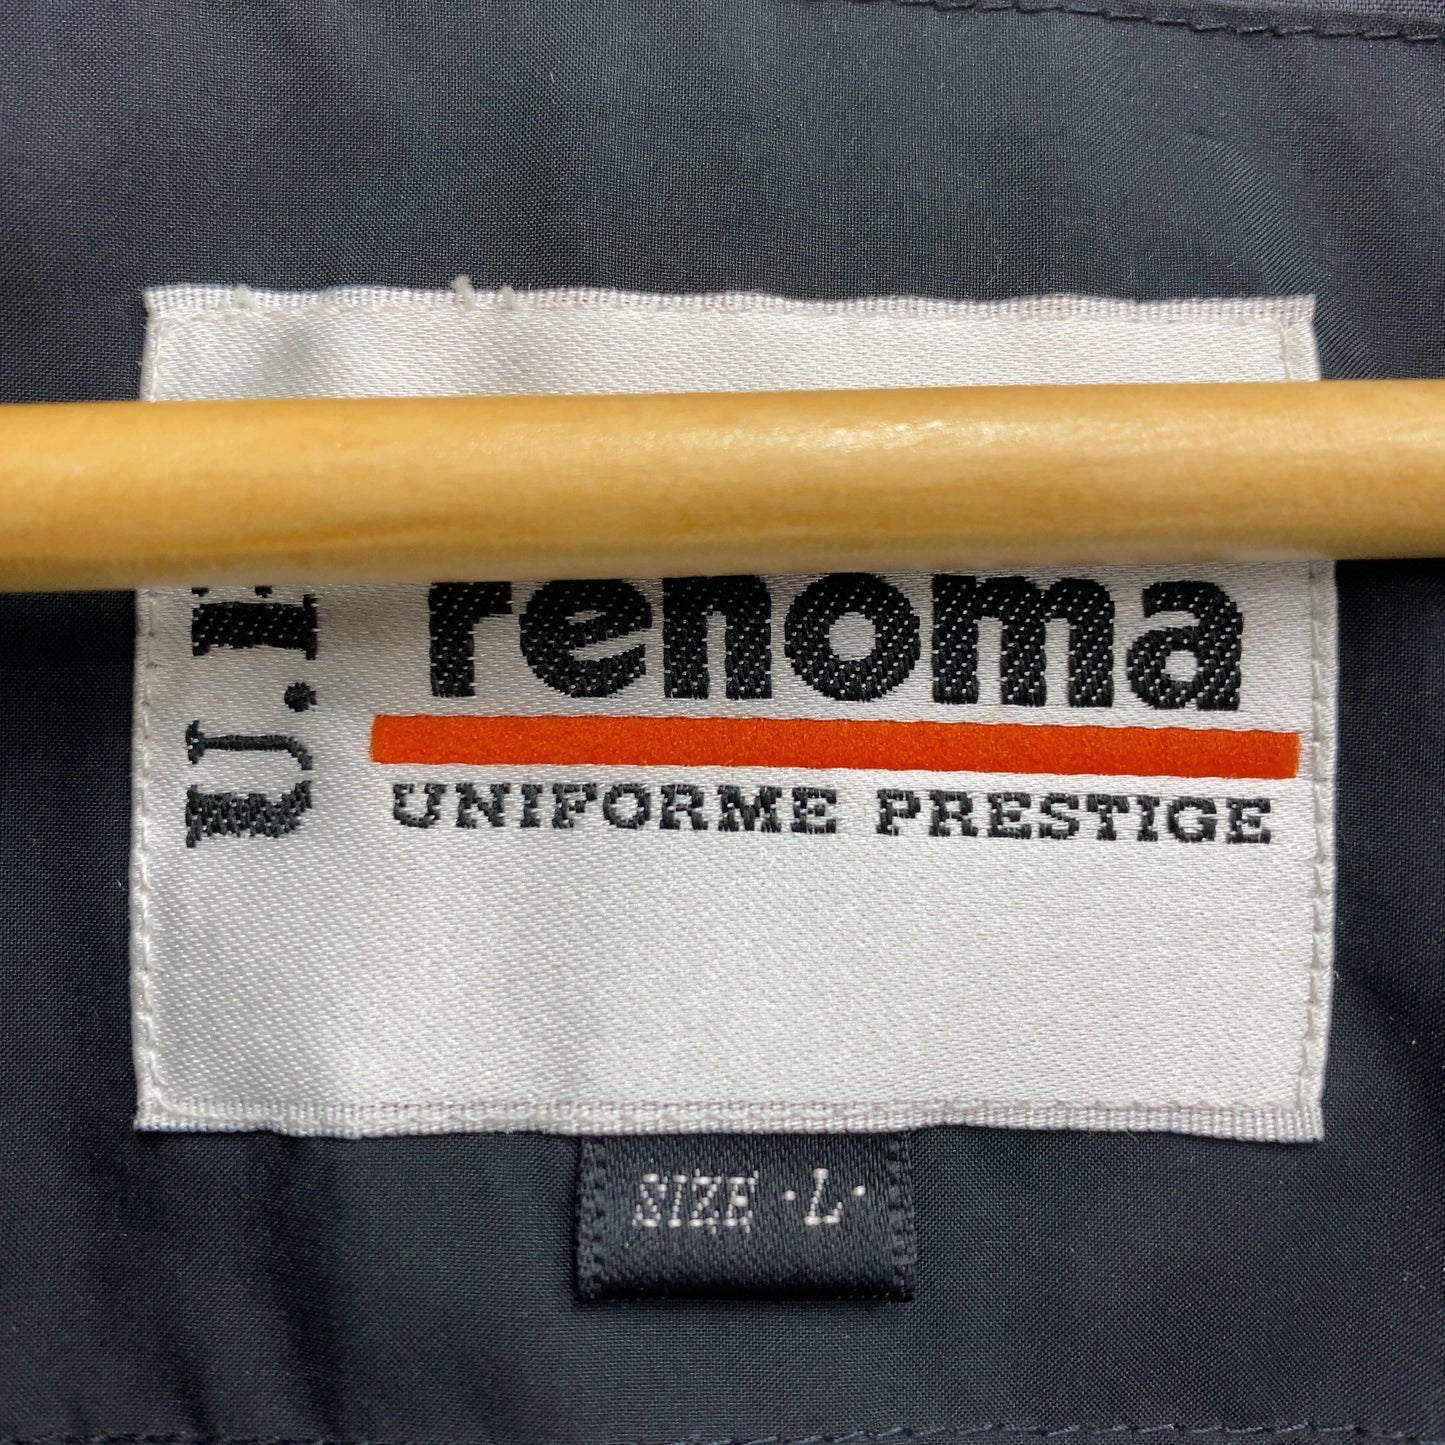 renoma
UNIFORME PRESTIGE
U.
SIZE ·L·